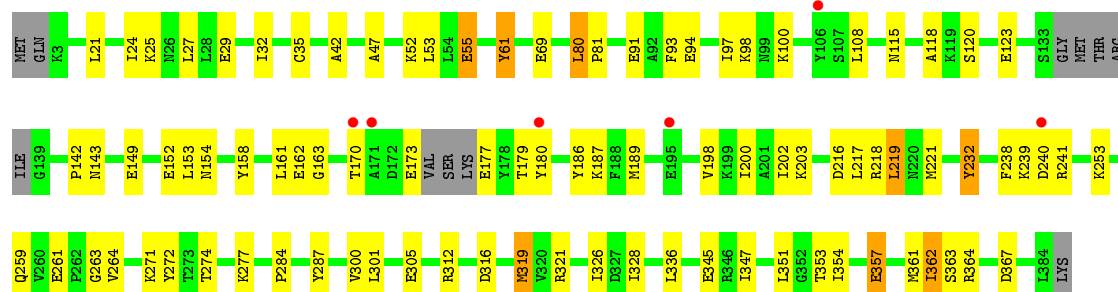 MET GLN K3 L21 I24 K25 N26 L27 L28 E29 I32 C35 A42 A47 K52 L53 L54 E55 Y61 E69 L80 P81 E91 A92 F93 E94 I97 K98 N99 K100 Y106 S107 L108 N115 A118 K119 S120 E123 S133 GLY MET THR ARG
ILE G139 P142 N143 E149 E152 L153 N154 Y158 L161 E162 G163 T170 A171 D172 E173 VAL SER LYS E177 Y178 T179 Y180 Y186 K187 F188 M189 E195 V198 K199 I200 A201 I202 K203 D216 L217 R218 L219 N220 M221 Y232 F238 K239 D240 R241 K253
Q259 V260 E261 P262 G263 V264 K271 Y272 T273 T274 K277 P284 Y287 V300 L301 E305 R312 D316 M319 V320 R321 I326 D327 I328 L336 E345 R346 I347 L351 G352 T353 I354 E357 M361 I362 S363 R364 D367 L384 LYS